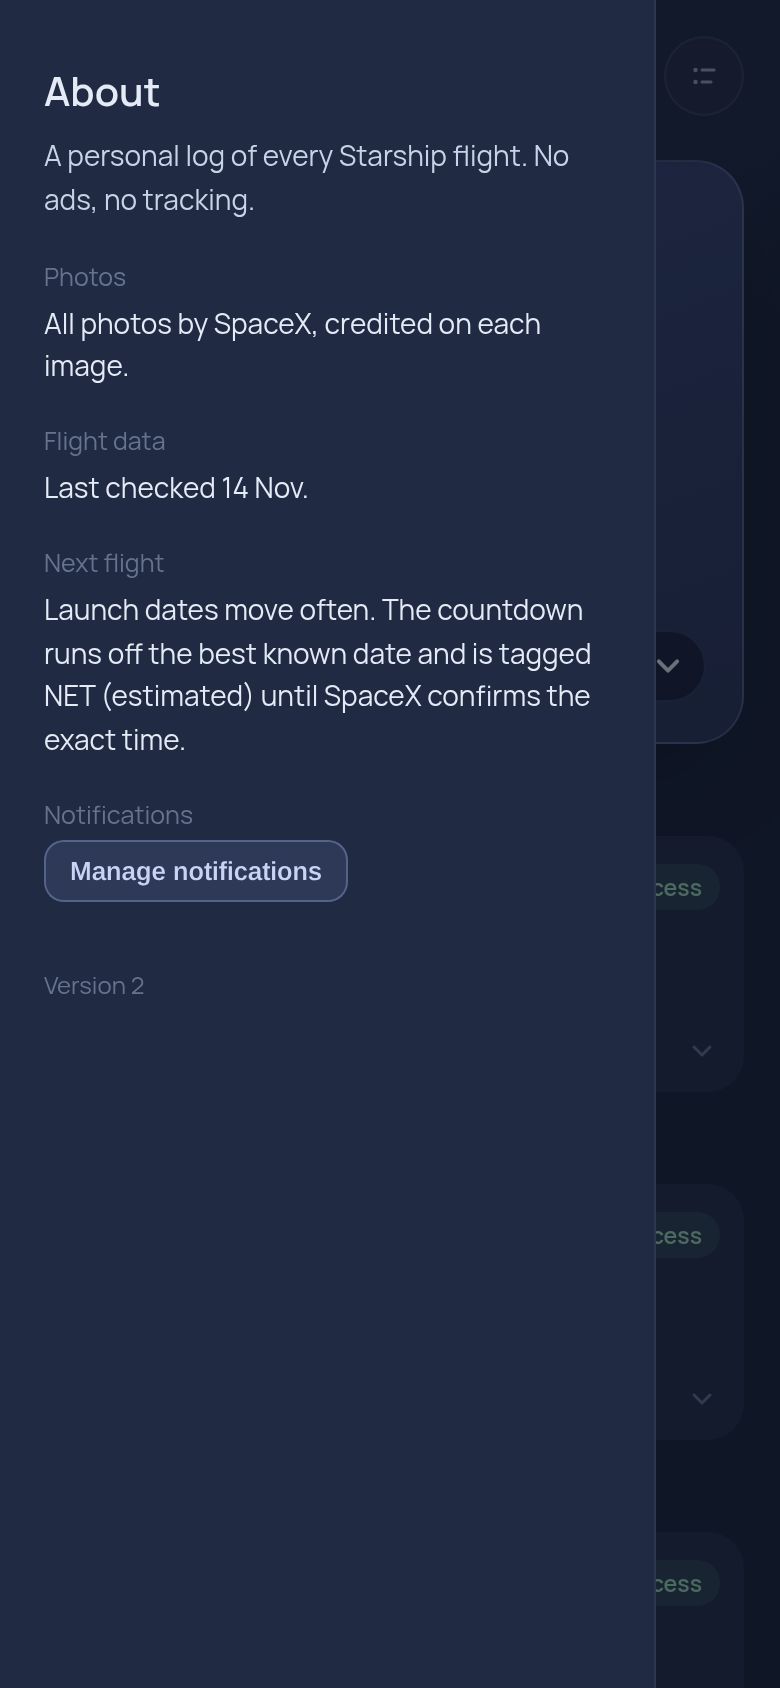 About
A personal log of every Starship flight. No
ads, no tracking.
Photos
All photos by SpaceX, credited on each
image.
Flight data
Last checked 14 Nov.
Next flight
Launch dates move often. The countdown
runs off the best known date and is tagged
NET (estimated) until SpaceX confirms the
exact time.
Notifications
Manage notifications
cess
Version 2
cess
cess